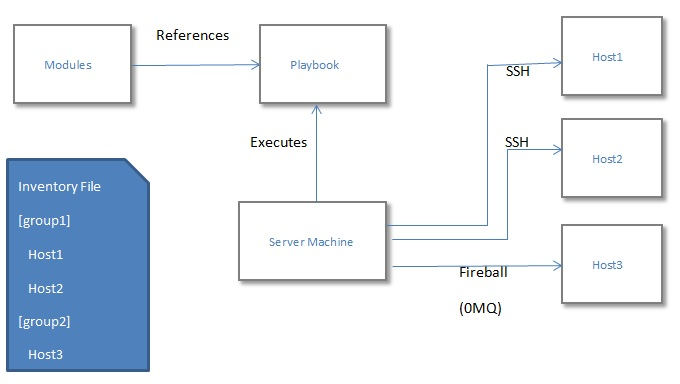 References
Modules
Playbook
Host1
SSH
Executes
SSH
Host2
Inventory File
[group1]
Host1
Host2
[group2]
Host3
Server Machine
Fireball
(0MQ)
Host3